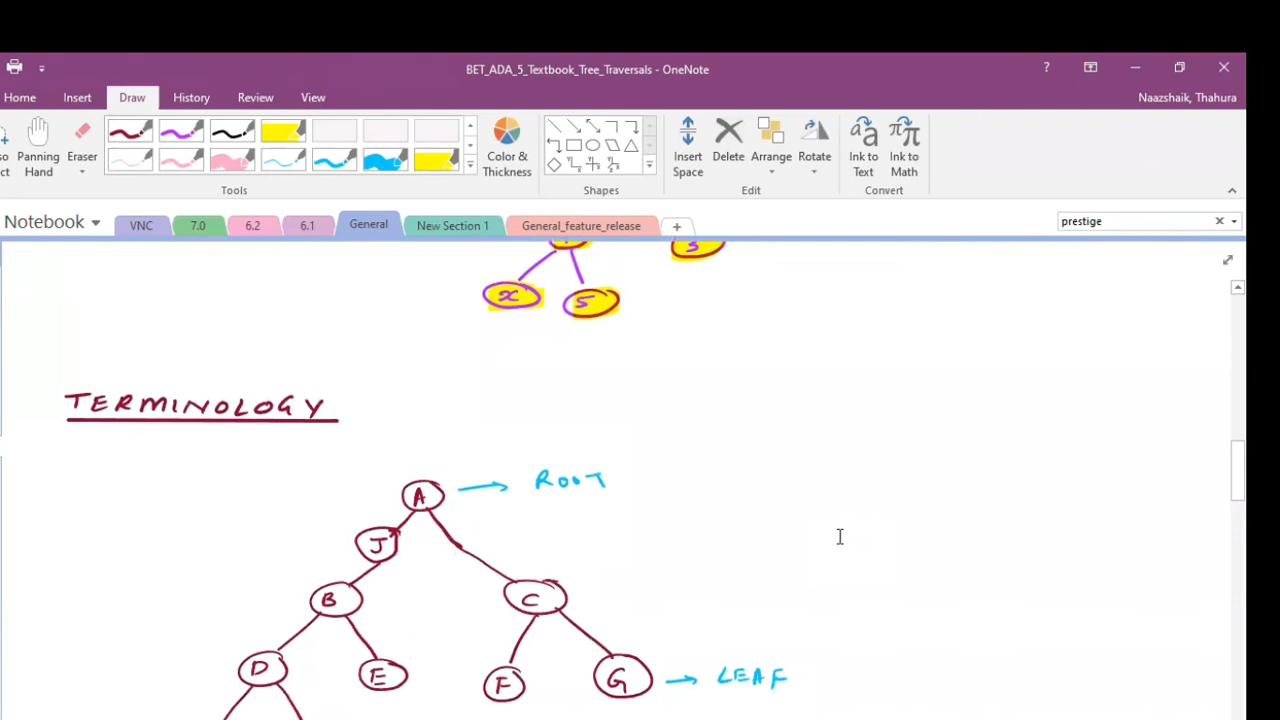 BET_ADA_5_Textbook_Tree_Traversals - OneNote
?
Home Insert Draw History Review View
Naazshaik, Thahura
Panning Hand
Eraser
Color & Thickness
Insert Space
Delete
Arrange
Rotate
Ink to Text
Ink to Math
Tools
Shapes
Edit
Convert
Notebook
VNC
7.0
6.2
6.1
General
New Section 1
General_feature_release
+
prestige
x
5
TERMINOLOGY
A → ROOT
J
B
C
D
E
F
G → LEAF